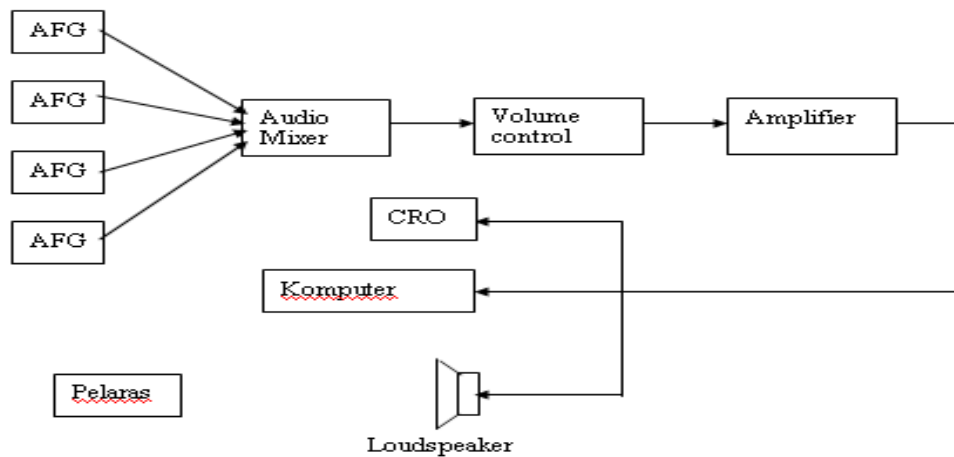 AFG
AFG
AFG
AFG
Audio
Mixer
Volume
control
Amplifier
CRO
Komputer
Pelaras
Loudspeaker